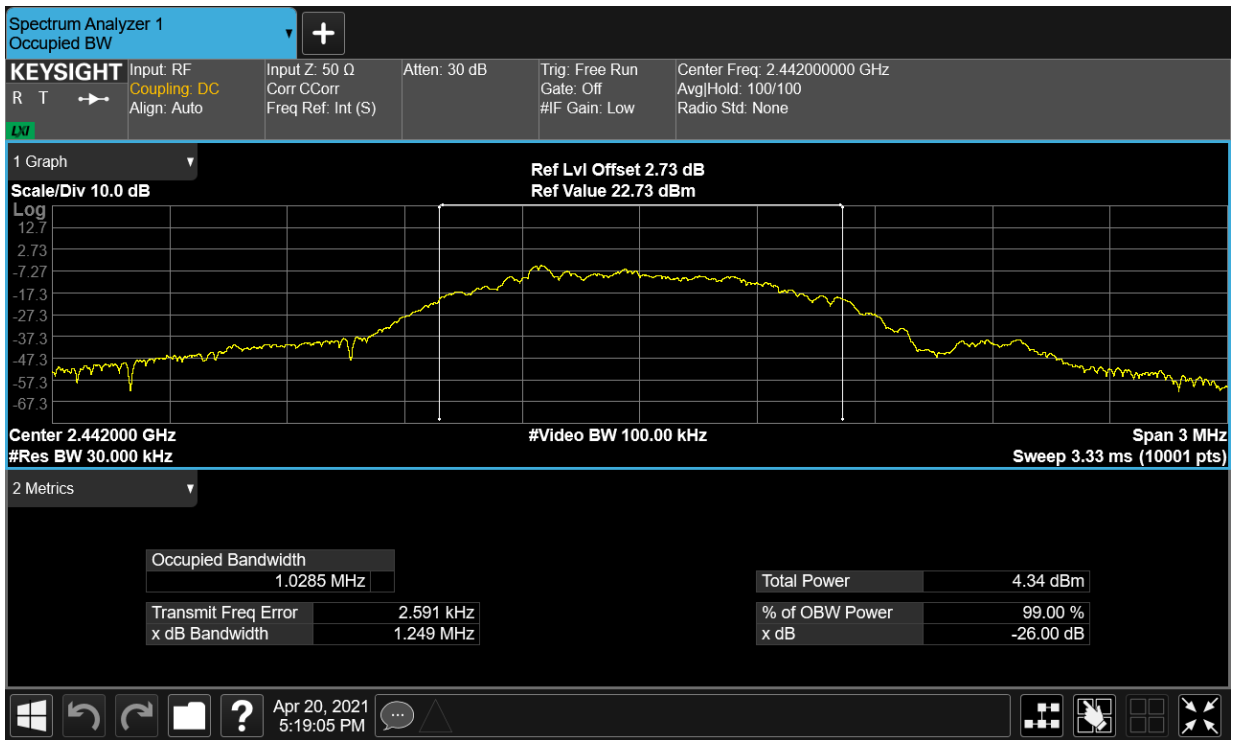 Spectrum Analyzer 1
Occupied BW
KEYSIGHT
R T
LXI
Input: RF
Coupling: DC
Align: Auto
Input Z: 50 Ω
Corr CCorr
Freq Ref: Int (S)
Atten: 30 dB
Trig: Free Run
Gate: Off
#IF Gain: Low
Center Freq: 2.442000000 GHz
Avg|Hold: 100/100
Radio Std: None
1 Graph
Scale/Div 10.0 dB
Ref Lvl Offset 2.73 dB
Ref Value 22.73 dBm
Log
12.7
2.73
-7.27
-17.3
-27.3
-37.3
-47.3
-57.3
-67.3
Center 2.442000 GHz
#Video BW 100.00 kHz
Span 3 MHz
#Res BW 30.000 kHz
Sweep 3.33 ms (10001 pts)
2 Metrics
Occupied Bandwidth
1.0285 MHz
Transmit Freq Error 2.591 kHz
x dB Bandwidth 1.249 MHz
Total Power 4.34 dBm
% of OBW Power 99.00 %
x dB -26.00 dB
?
Apr 20, 2021
5:19:05 PM